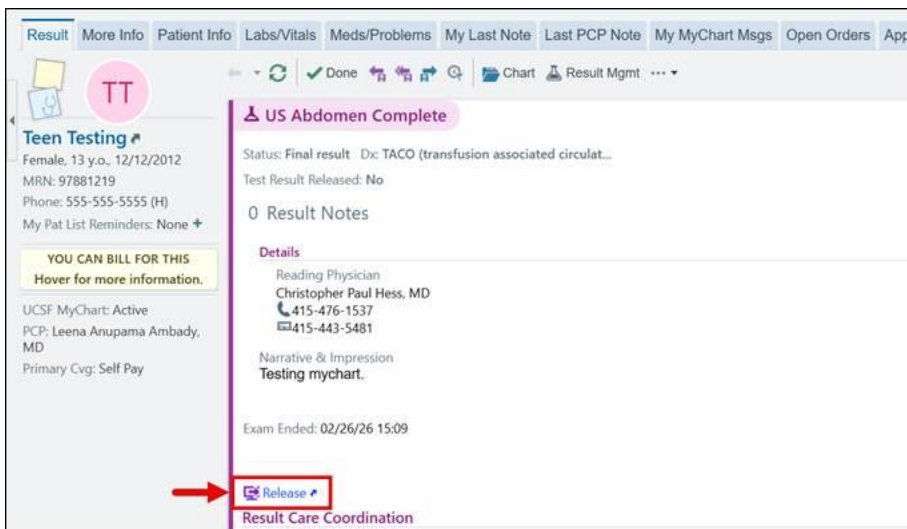 Result More Info Patient Info Labs/Vitals Meds/Problems My Last Note Last PCP Note My MyChart Msgs Open Orders App
Done Chart Result Mgmt
TT
Teen Testing
Female, 13 y.o., 12/12/2012
MRN: 97881219
Phone: 555-555-5555 (H)
My Pat List Reminders: None +
YOU CAN BILL FOR THIS
Hover for more information.
UCSF MyChart: Active
PCP: Leena Anupama Ambady,
MD
Primary Cvg: Self Pay
US Abdomen Complete
Status: Final result Dx: TACO (transfusion associated circulat...
Test Result Released: No
0 Result Notes
Details
Reading Physician
Christopher Paul Hess, MD
415-476-1537
415-443-5481
Narrative & Impression
Testing mychart.
Exam Ended: 02/26/26 15:09
Release
Result Care Coordination